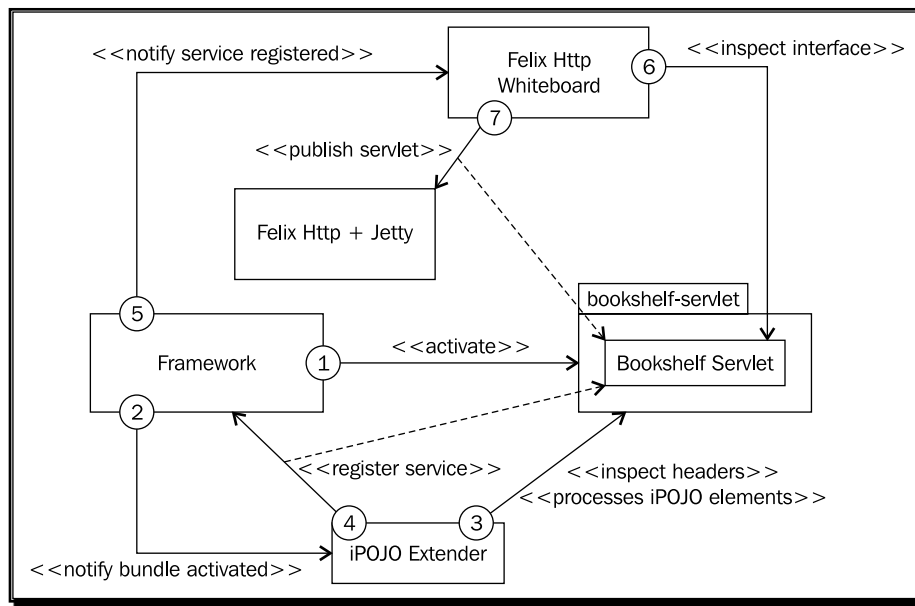 <<notify service registered>>
Felix Http
Whiteboard
6
<<inspect interface>>
7
<<publish servlet>>
Felix Http + Jetty
bookshelf-servlet
5
Framework
1
<<activate>>
Bookshelf Servlet
2
<<register service>>
<<inspect headers>>
<<processes iPOJO elements>>
4
3
iPOJO Extender
<<notify bundle activated>>